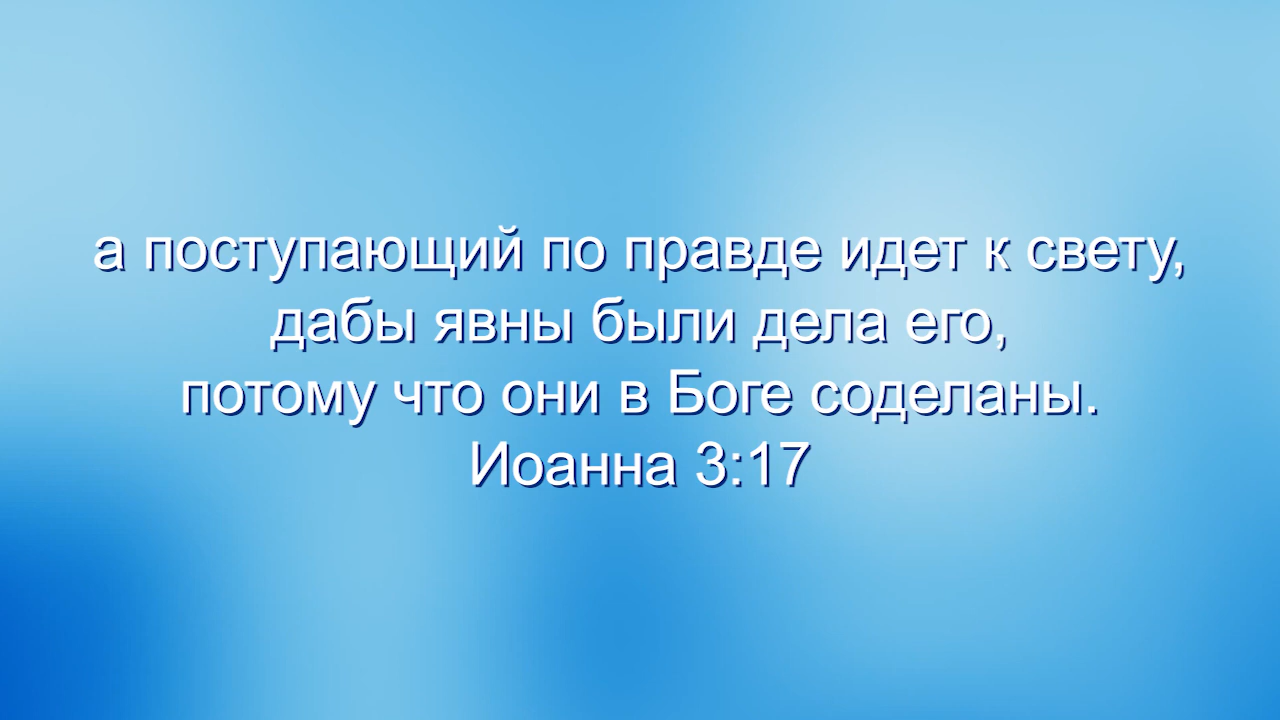 а поступающий по правде идет к свету,
дабы явны были дела его,
потому что они в Боге соделаны.
Иоанна 3:17